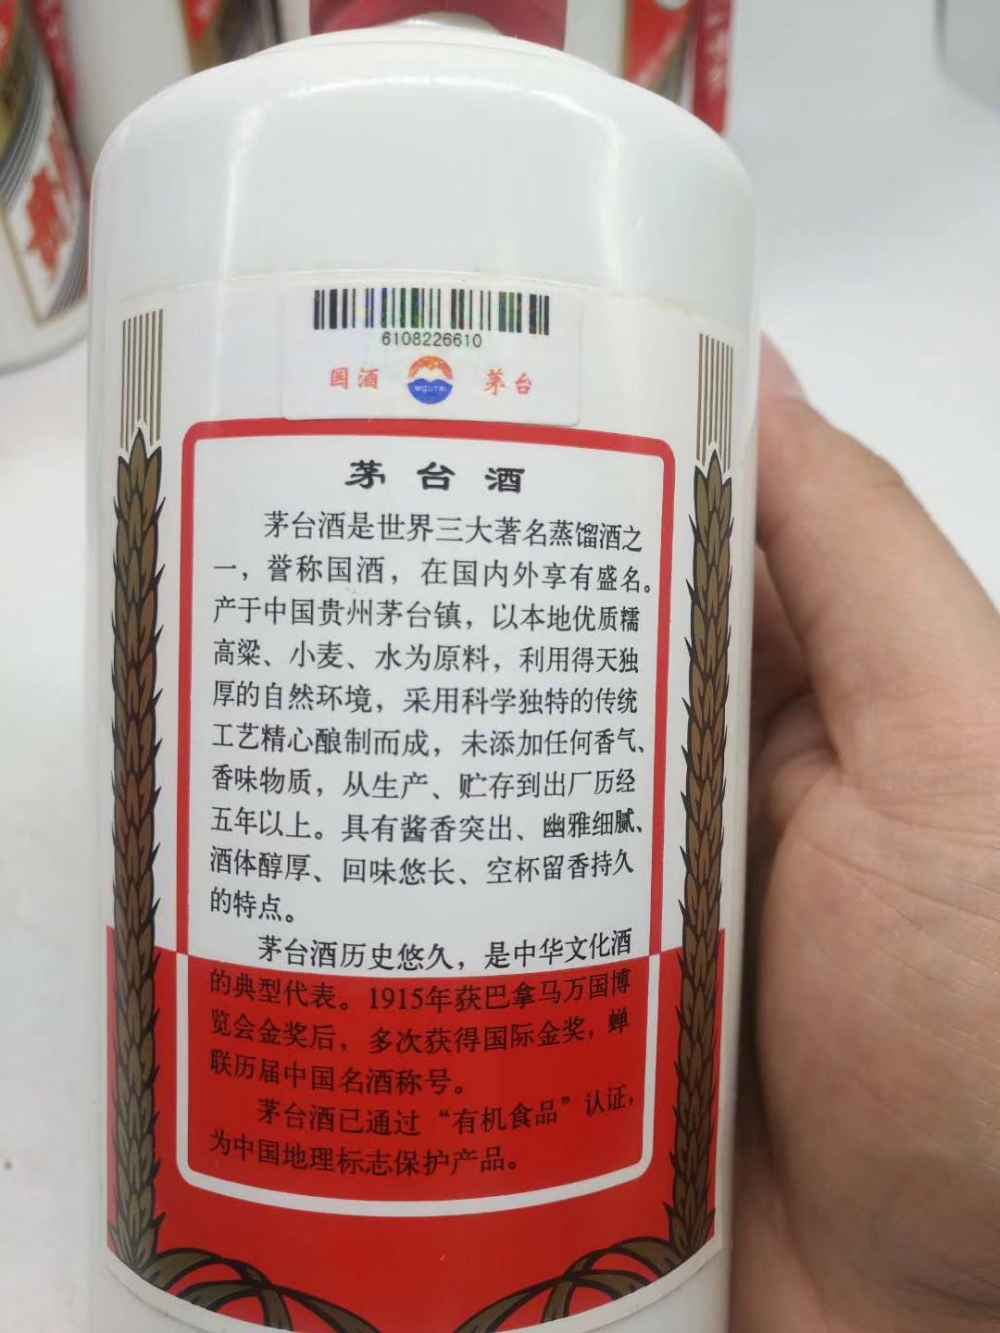 6108226610
国酒 MOUTAI 茅台
茅台酒
茅台酒是世界三大著名蒸馏酒之
一，誉称国酒，在国内外享有盛名。
产于中国贵州茅台镇，以本地优质糯
高粱、小麦、水为原料，利用得天独
厚的自然环境，采用科学独特的传统
工艺精心酿制而成，未添加任何香气、
香味物质，从生产、贮存到出厂历经
五年以上。具有酱香突出、幽雅细腻、
酒体醇厚、回味悠长、空杯留香持久
的特点。
茅台酒历史悠久，是中华文化酒
的典型代表。1915年获巴拿马万国博
览会金奖后，多次获得国际金奖，蝉
联历届中国名酒称号。
茅台酒已通过“有机食品”认证，
为中国地理标志保护产品。